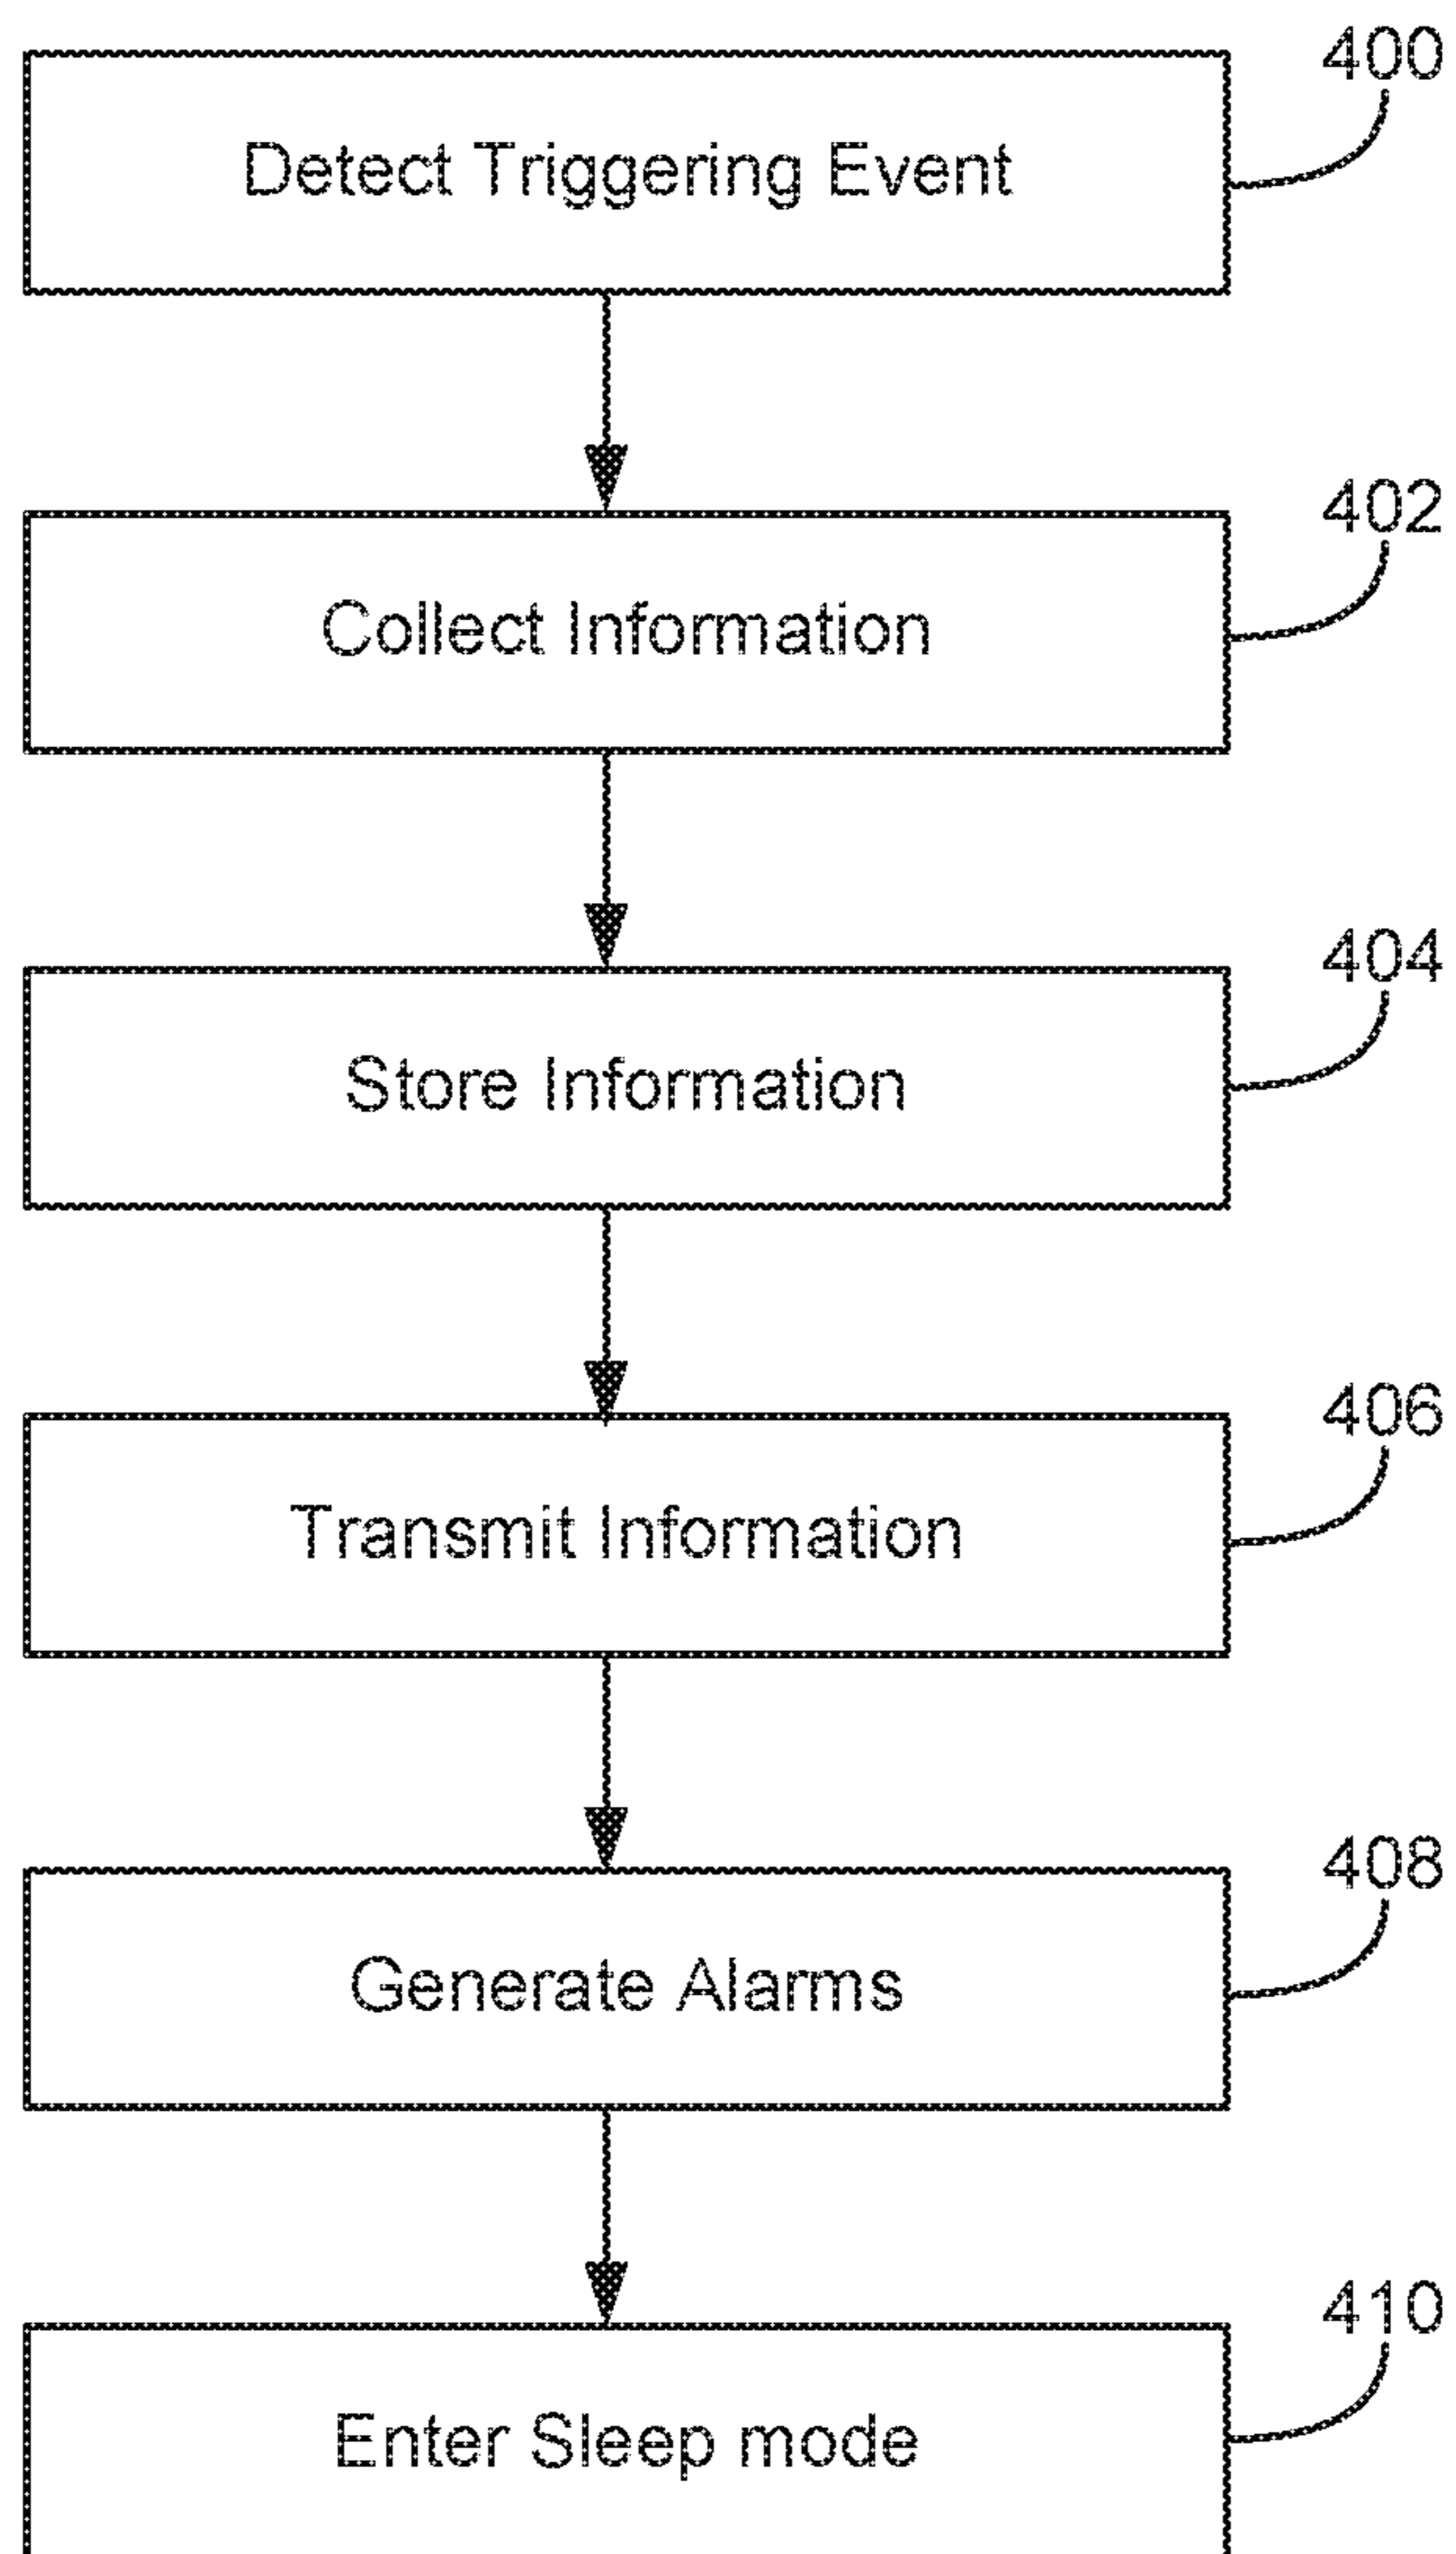 400
Detect Triggering Event
402
Collect Information
404
Store Information
406
Transmit Information
408
Generate Alarms
410
Enter Sleep mode